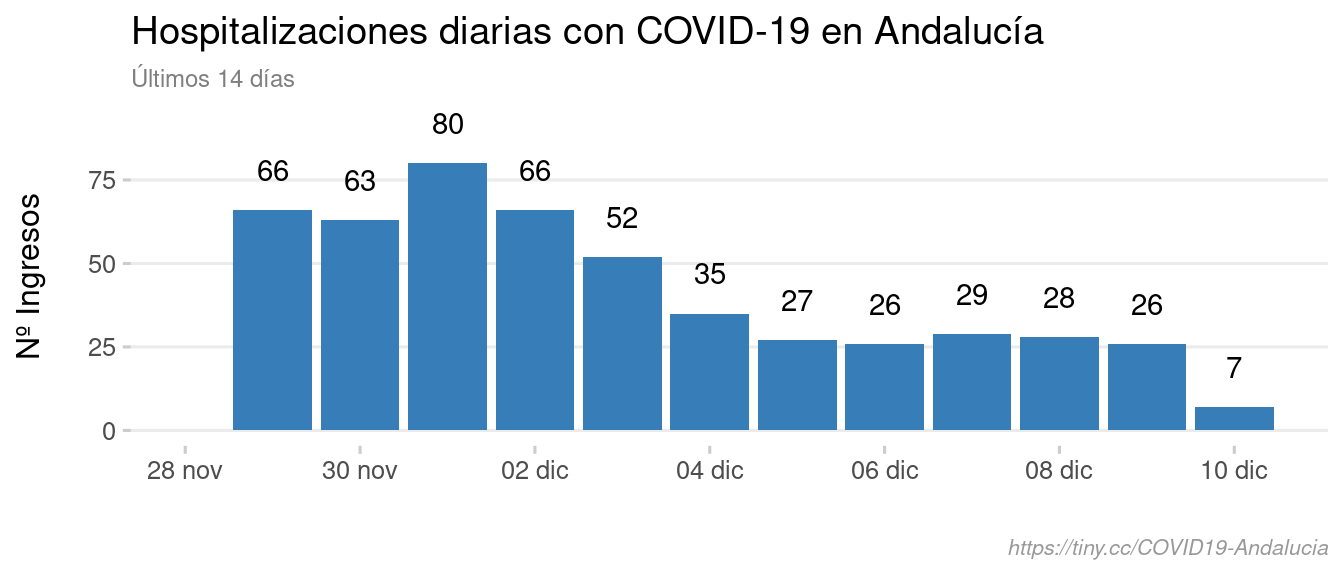 Hospitalizaciones diarias con COVID-19 en Andalucía
Últimos 14 días
Nº Ingresos
75
50
25
0
66
63
80
66
52
35
27
26
29
28
26
7
28 nov
30 nov
02 dic
04 dic
06 dic
08 dic
10 dic
https://tiny.cc/COVID19-Andalucia